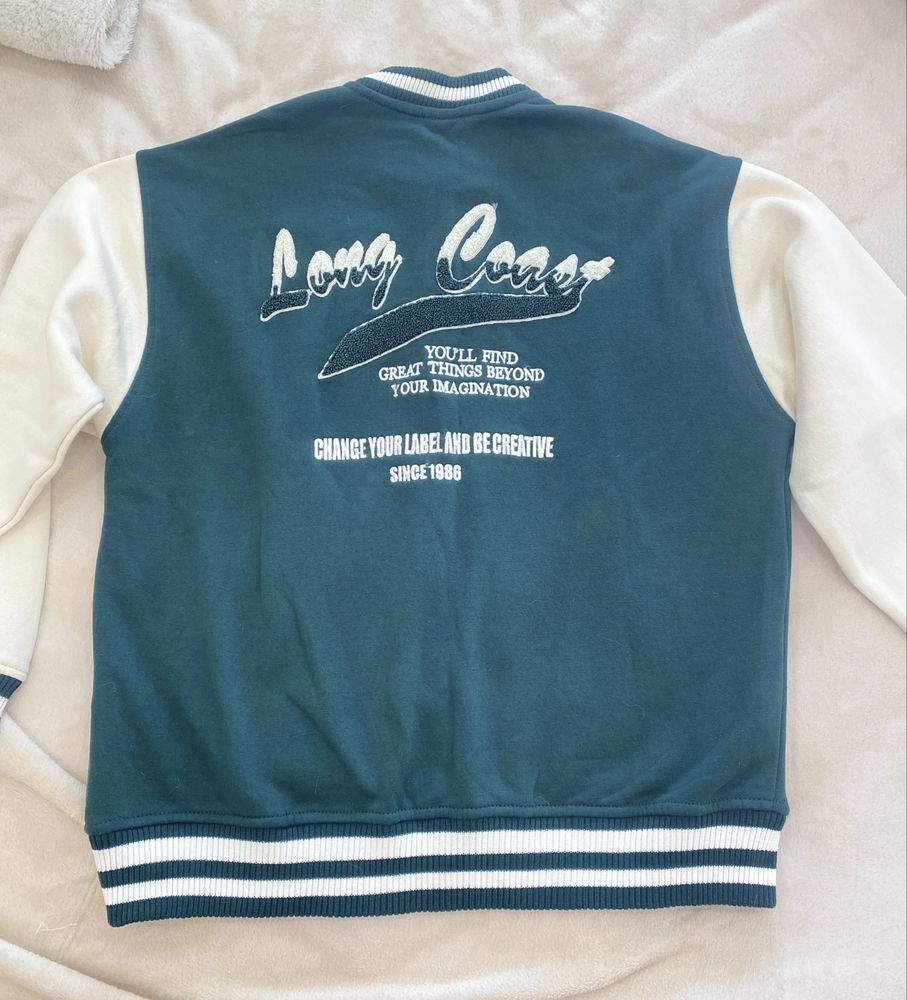 Long Coast
YOU'LL FIND
GREAT THINGS BEYOND
YOUR IMAGINATION
CHANGE YOUR LABEL AND BE CREATIVE
SINCE 1986